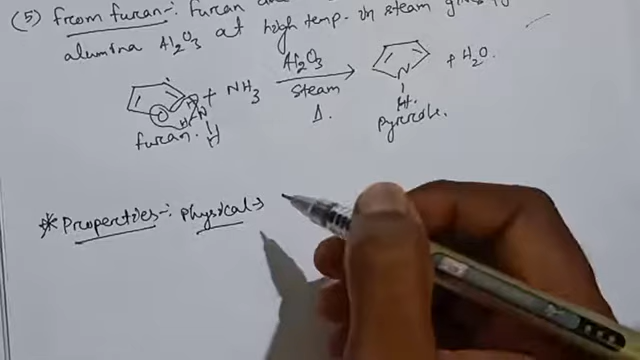 (5) From furan:- Furan and
alumina Al2O3 at high temp. in steam gives
+ NH3 Al2O3 Steam Δ. N H. + H2O.
furan. Pyrrole.
* Properties:- Physical→